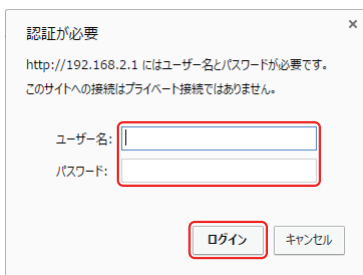 認証が必要
×
http://192.168.2.1 にはユーザー名とパスワードが必要です。
このサイトへの接続はプライベート接続ではありません。
ユーザー名:
パスワード:
ログイン キャンセル